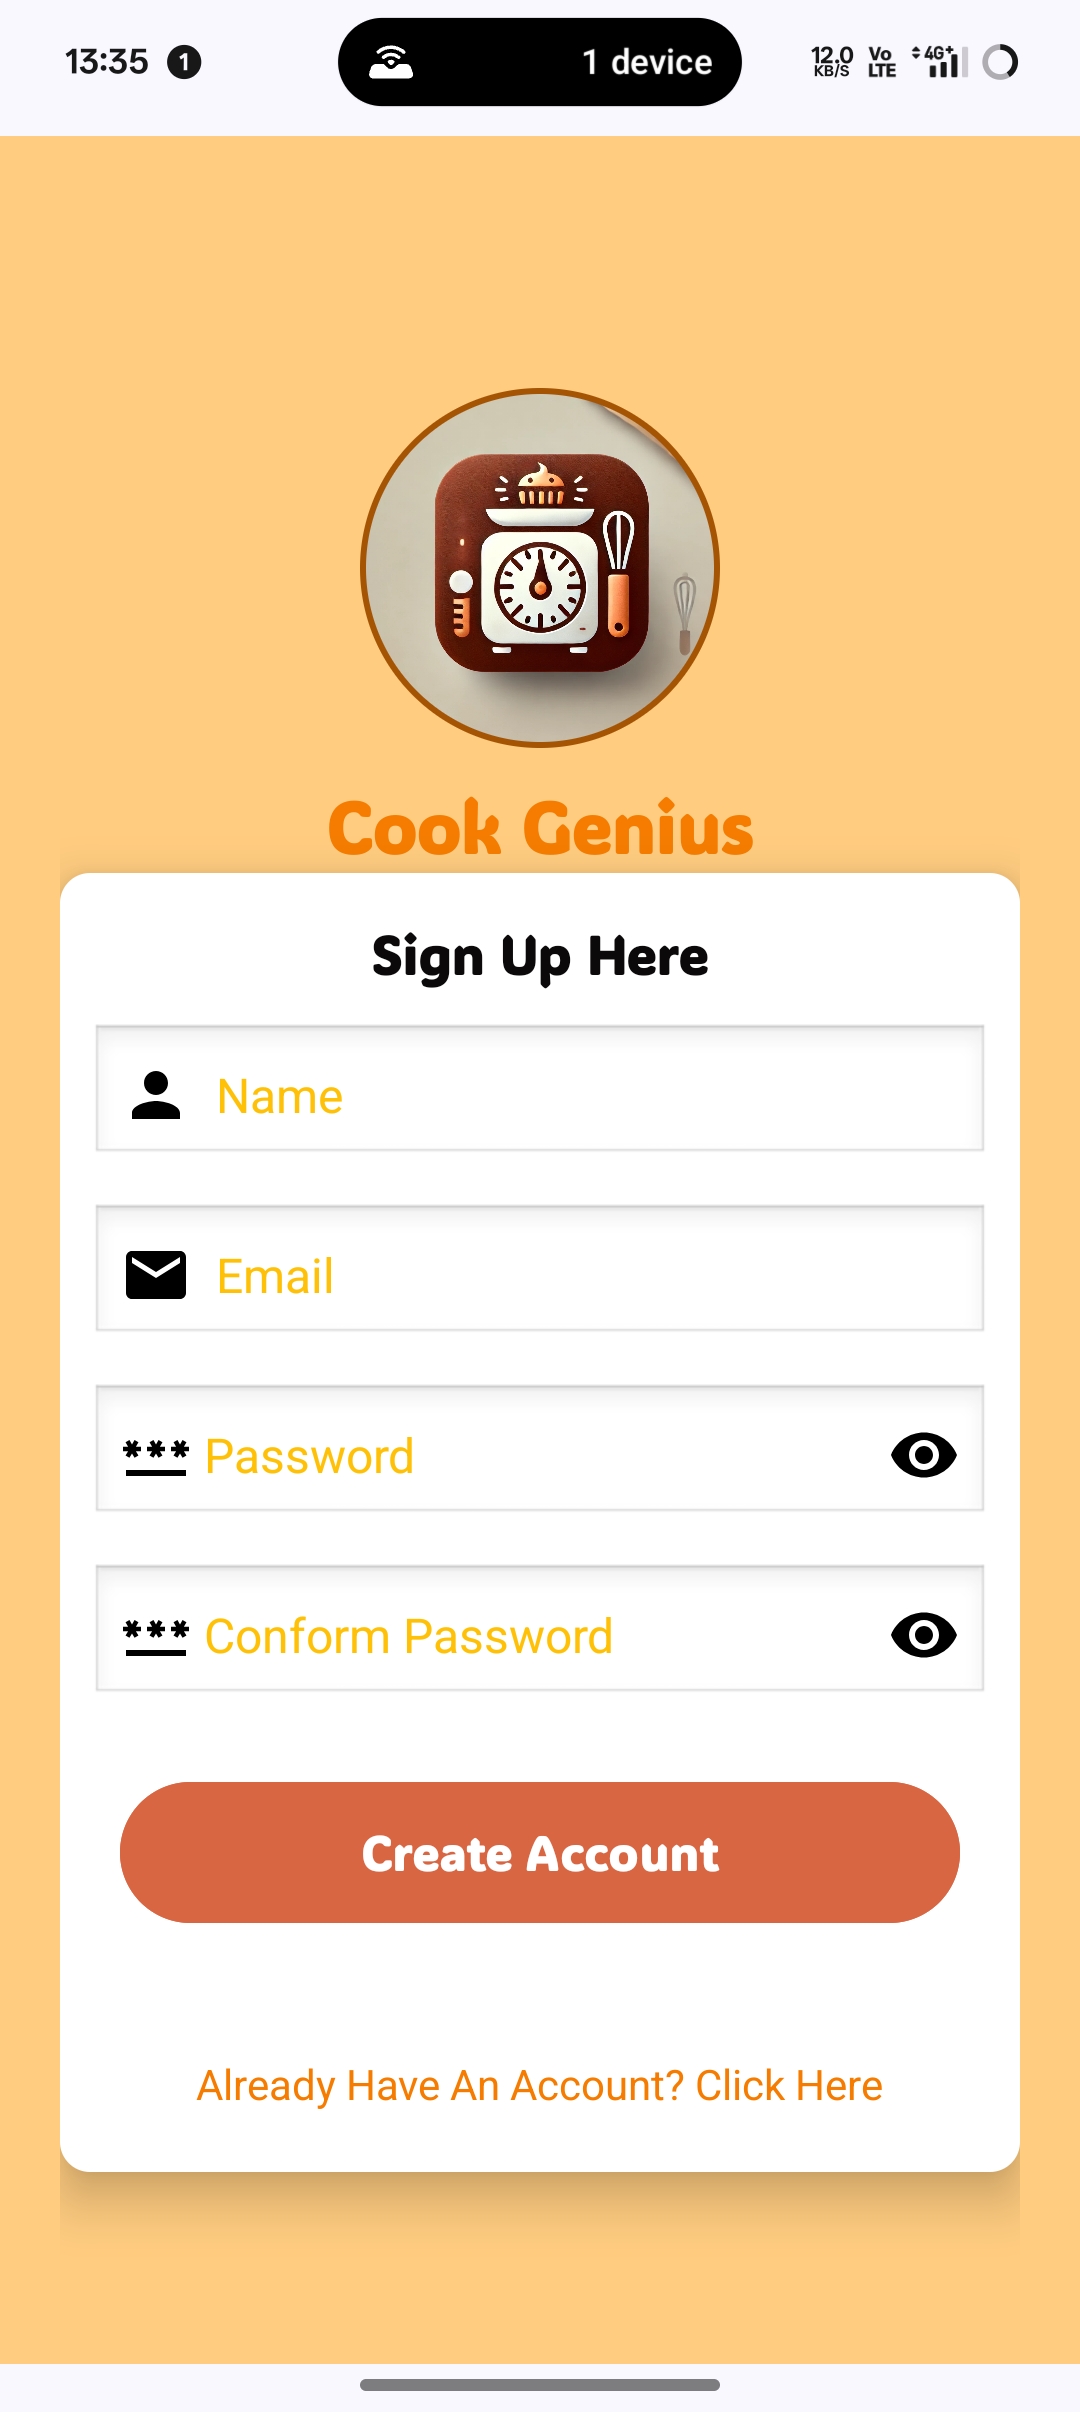 13:35 1 1 device 12.0 KB/S Vo LTE 4G+
Cook Genius
Sign Up Here
Name
Email
*** Password
*** Conform Password
Create Account
Already Have An Account? Click Here